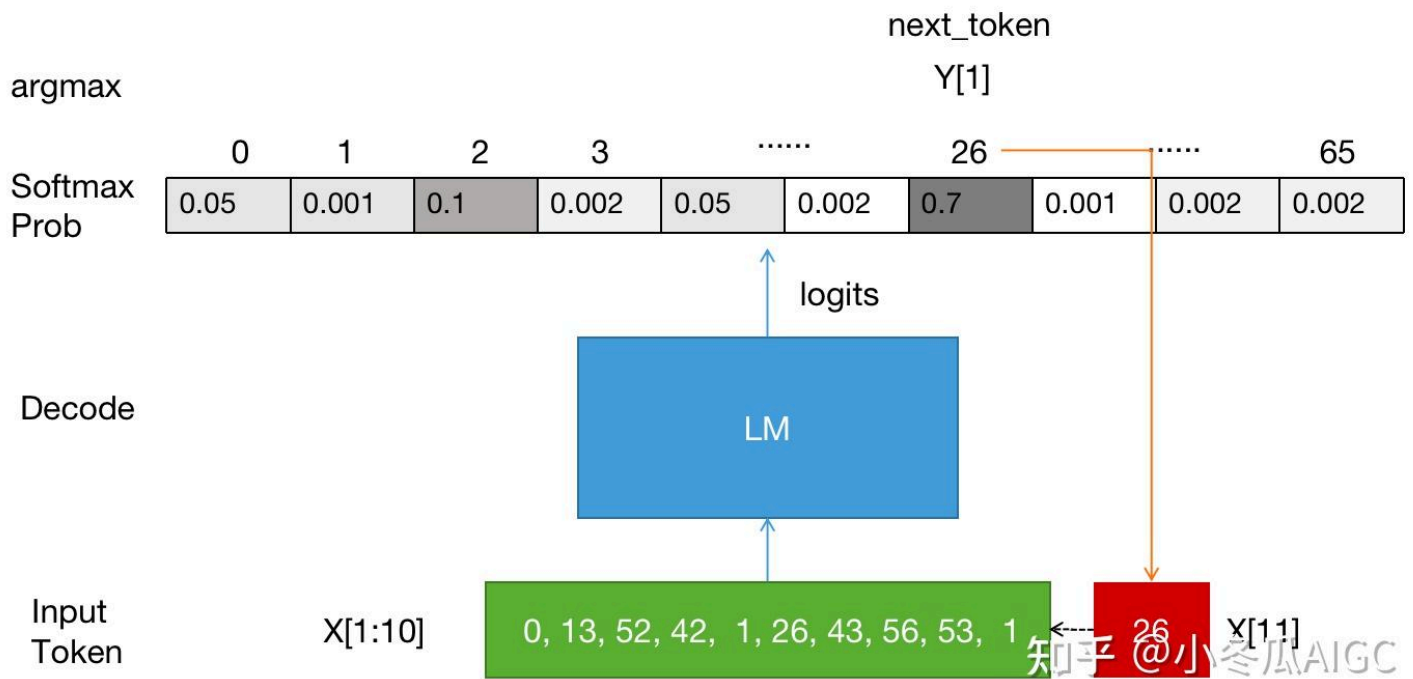 next_token
argmax
Y[1]
0 1 2 3 ...... 26 ...... 65
Softmax
Prob
0.05 0.001 0.1 0.002 0.05 0.002 0.7 0.001 0.002 0.002
logits
Decode
LM
Input
Token
X[1:10]
0, 13, 52, 42, 1, 26, 43, 56, 53, 1
26
X[11]
知乎 @小冬瓜AIGC